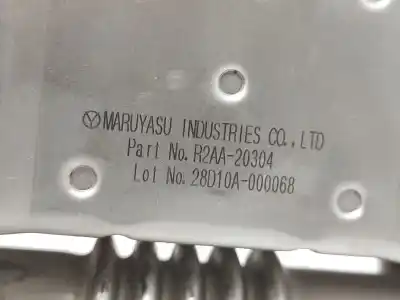 MARUYASU INDUSTRIES CO., LTD
Part No. R2AA-20304
Lot No. 28D10A-000068